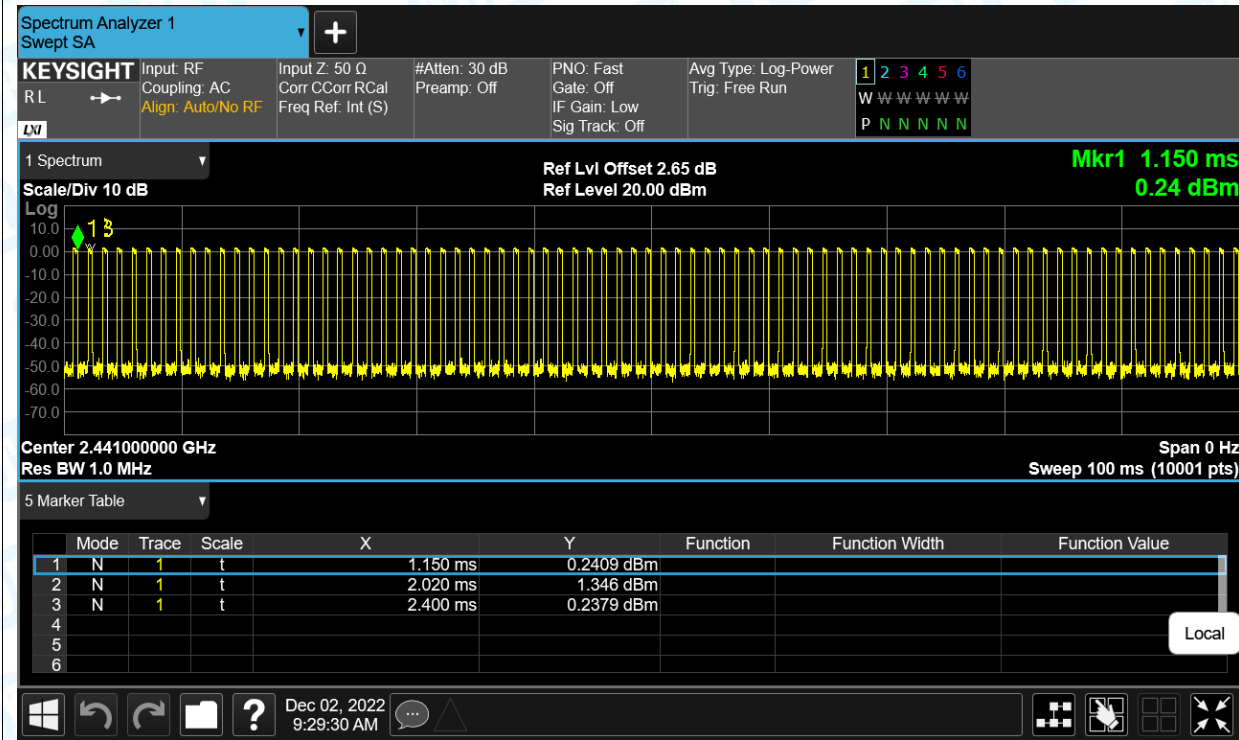 Spectrum Analyzer 1
Swept SA
+
KEYSIGHT Input: RF Input Z: 50 Ω #Atten: 30 dB PNO: Fast Avg Type: Log-Power 1 2 3 4 5 6
R L Coupling: AC Corr CCorr RCal Preamp: Off Gate: Off Trig: Free Run W W W W W W
Align: Auto/No RF Freq Ref: Int (S) IF Gain: Low
LXI Sig Track: Off P N N N N N
1 Spectrum
Ref Lvl Offset 2.65 dB Mkr1 1.150 ms
Scale/Div 10 dB Ref Level 20.00 dBm 0.24 dBm
Log
10.0
0.00
-10.0
-20.0
-30.0
-40.0
-50.0
-60.0
-70.0
Center 2.441000000 GHz Span 0 Hz
Res BW 1.0 MHz Sweep 100 ms (10001 pts)
5 Marker Table
Mode Trace Scale X Y Function Function Width Function Value
1 N 1 t 1.150 ms 0.2409 dBm
2 N 1 t 2.020 ms 1.346 dBm
3 N 1 t 2.400 ms 0.2379 dBm
4
5
6
Local
?
Dec 02, 2022
9:29:30 AM